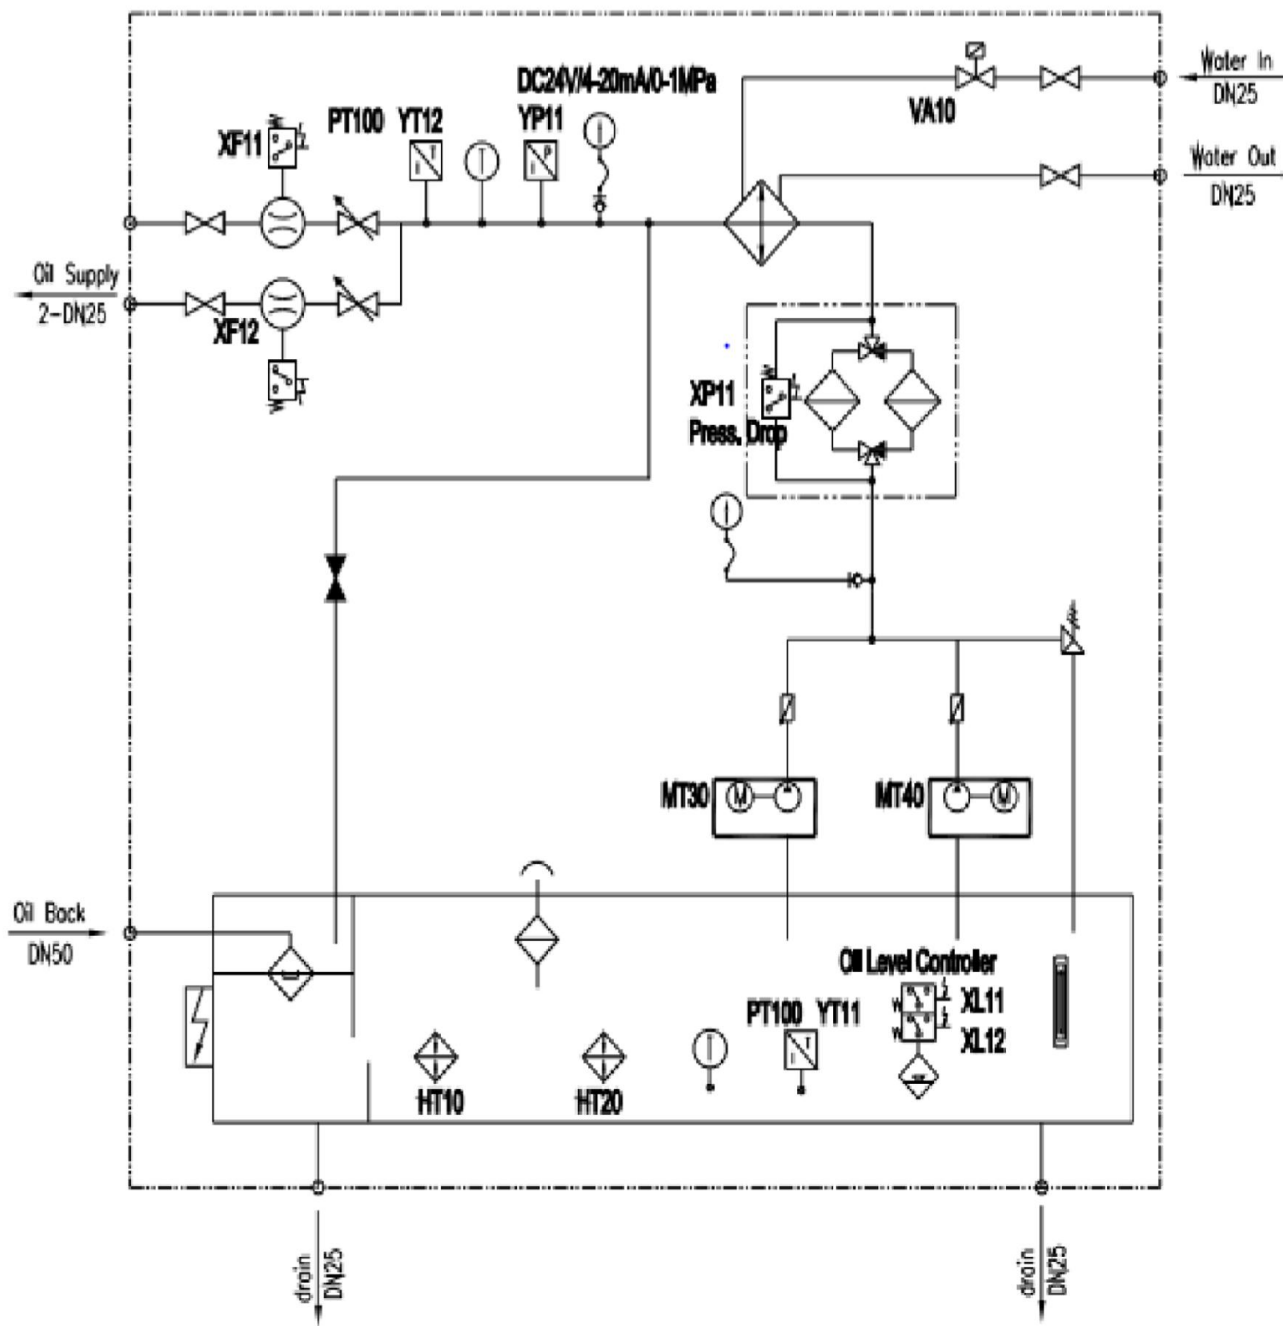 Water In
DN25
VA10
Water Out
DN25
DC24V/4-20mA/0-1MPa
PT100 YT12
YP11
XF11
I
T
T
I
P
Oil Supply
2-DN25
XF12
XP11
Press. Drop
MT30
M
MT40
M
Oil Back
DN50
Oil Level Controller
XL11
XL12
PT100 YT11
T
I
T
HT10
HT20
drain
DN25
drain
DN25